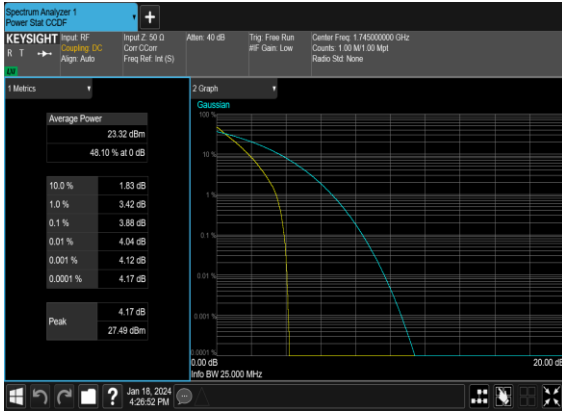 Spectrum Analyzer 1
Power Stat CCDF
KEYSIGHT
R T
Input: RF
Coupling: DC
Align: Auto
Input Z: 50 Ω
Corr CCorr
Freq Ref: Int (S)
Atten: 40 dB
Trig: Free Run
#IF Gain: Low
Center Freq: 1.745000000 GHz
Counts: 1.00 M/1.00 Mpt
Radio Std: None
1 Metrics
Average Power
23.32 dBm
48.10 % at 0 dB
10.0 % 1.83 dB
1.0 % 3.42 dB
0.1 % 3.88 dB
0.01 % 4.04 dB
0.001 % 4.12 dB
0.0001 % 4.17 dB
Peak
4.17 dB
27.49 dBm
2 Graph
Gaussian
100 %
10 %
1 %
0.1 %
0.01 %
0.001 %
0.0001 %
0.00 dB 20.00 dB
Info BW 25.000 MHz
Jan 18, 2024
4:26:52 PM